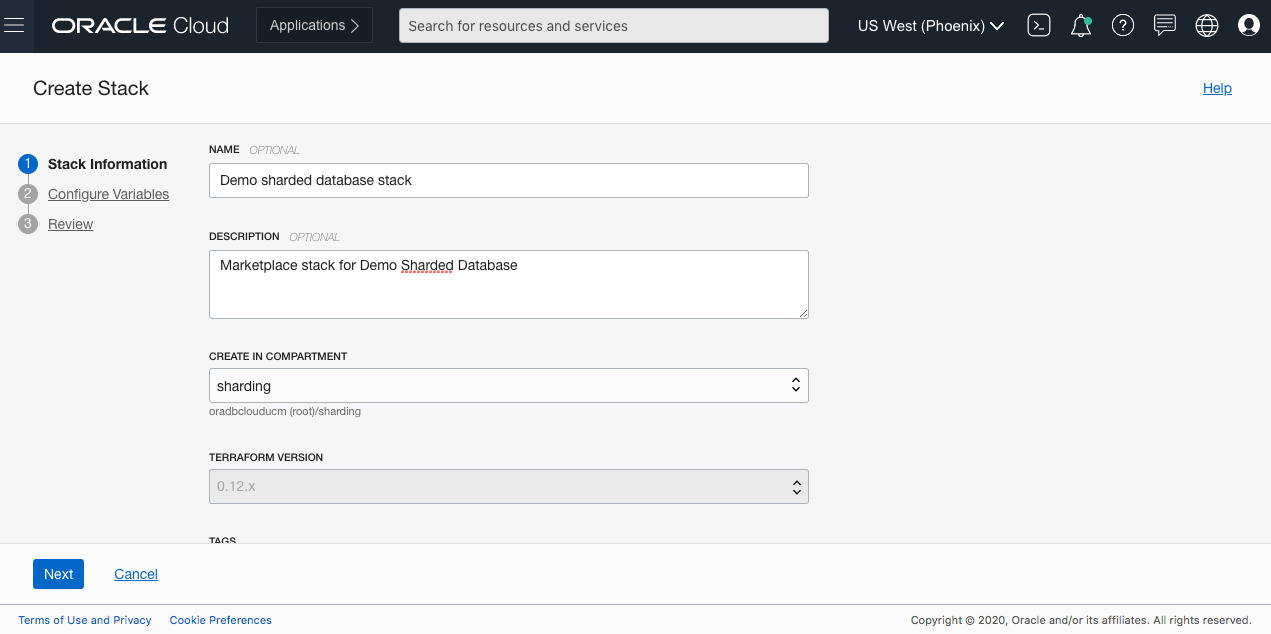 ORACLE Cloud Applications Search for resources and services US West (Phoenix)
Create Stack Help
1 Stack Information
2 Configure Variables
3 Review
NAME OPTIONAL
Demo sharded database stack
DESCRIPTION OPTIONAL
Marketplace stack for Demo Sharded Database
CREATE IN COMPARTMENT
sharding
oradbclouducm (root)/sharding
TERRAFORM VERSION
0.12.x
TAGS
Next Cancel
Terms of Use and Privacy Cookie Preferences Copyright © 2020, Oracle and/or its affiliates. All rights reserved.